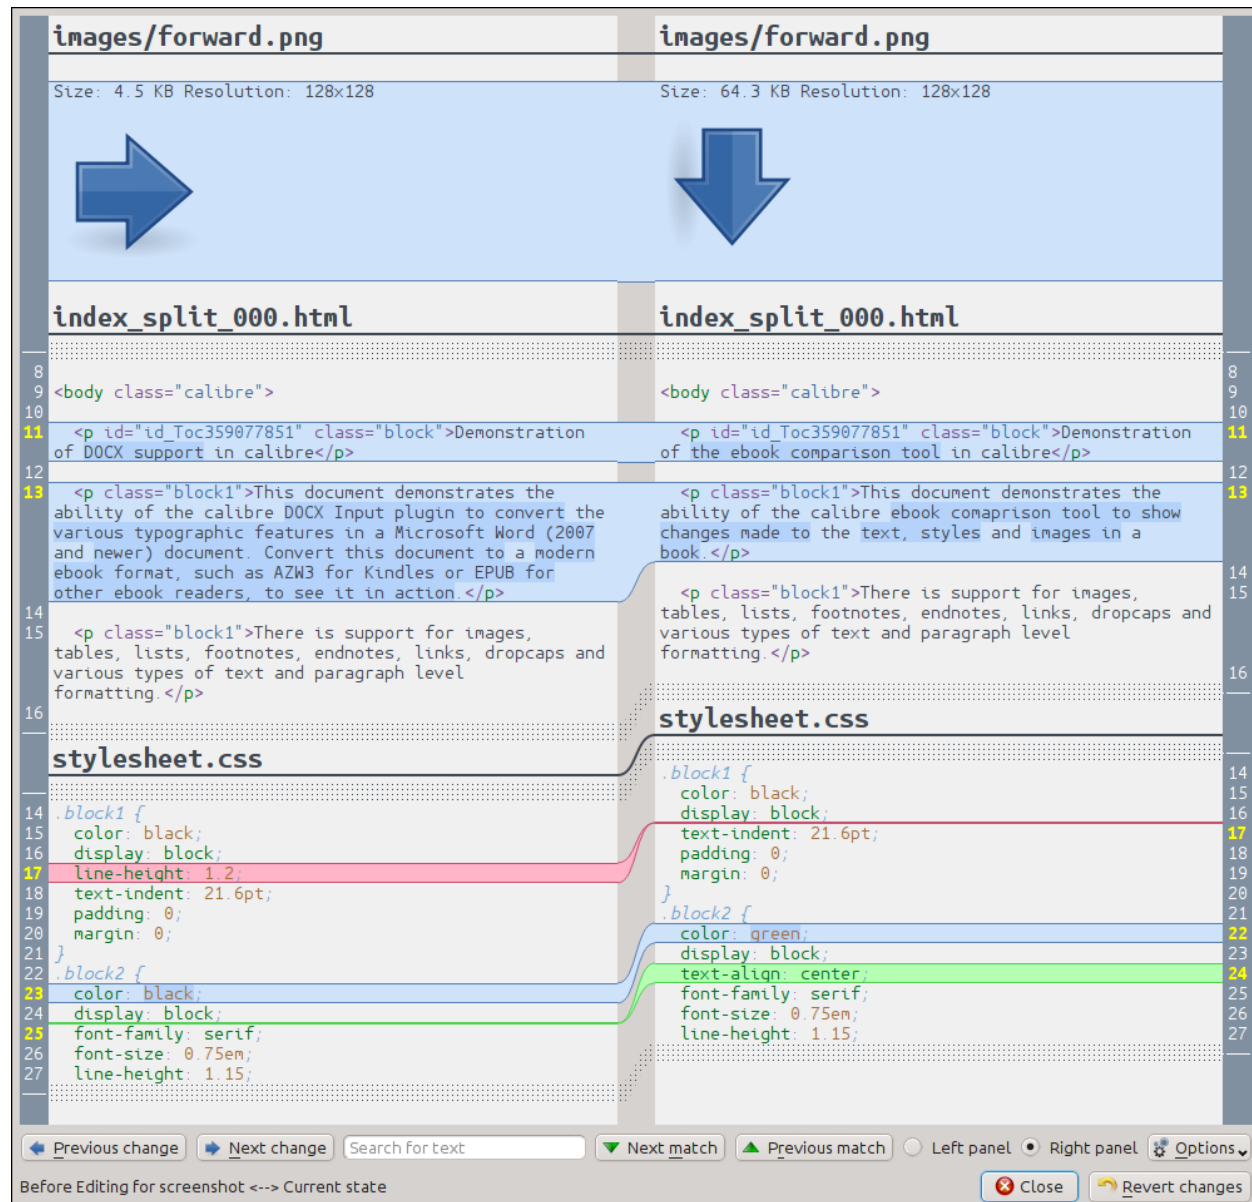 images/forward.png
Size: 4.5 KB Resolution: 128x128
index_split_000.html
8
9 <body class="calibre">
10
11 <p id="id_Toc359077851" class="block">Demonstration
of DOCX support in calibre</p>
12
13 <p class="block1">This document demonstrates the
ability of the calibre DOCX Input plugin to convert the
various typographic features in a Microsoft Word (2007
and newer) document. Convert this document to a modern
ebook format, such as AZW3 for Kindles or EPUB for
other ebook readers, to see it in action.</p>
14
15 <p class="block1">There is support for images,
tables, lists, footnotes, endnotes, links, dropcaps and
various types of text and paragraph level
formatting.</p>
16
stylesheet.css
14 .block1 {
15 color: black;
16 display: block;
17 line-height: 1.2;
18 text-indent: 21.6pt;
19 padding: 0;
20 margin: 0;
21 }
22 .block2 {
23 color: black;
24 display: block;
25 font-family: serif;
26 font-size: 0.75em;
27 line-height: 1.15;
images/forward.png
Size: 64.3 KB Resolution: 128x128
index_split_000.html
8
<body class="calibre"> 9
10
<p id="id_Toc359077851" class="block">Demonstration 11
of the ebook comparison tool in calibre</p>
12
<p class="block1">This document demonstrates the 13
ability of the calibre ebook comaprison tool to show
changes made to the text, styles and images in a
book.</p>
14
<p class="block1">There is support for images, 15
tables, lists, footnotes, endnotes, links, dropcaps and
various types of text and paragraph level
formatting.</p>
16
stylesheet.css
.block1 { 14
color: black; 15
display: block; 16
text-indent: 21.6pt; 17
padding: 0; 18
margin: 0; 19
} 20
.block2 { 21
color: green; 22
display: block; 23
text-align: center; 24
font-family: serif; 25
font-size: 0.75em; 26
line-height: 1.15; 27
Previous change Next change Search for text Next match Previous match Left panel Right panel Options
Before Editing for screenshot <--> Current state Close Revert changes